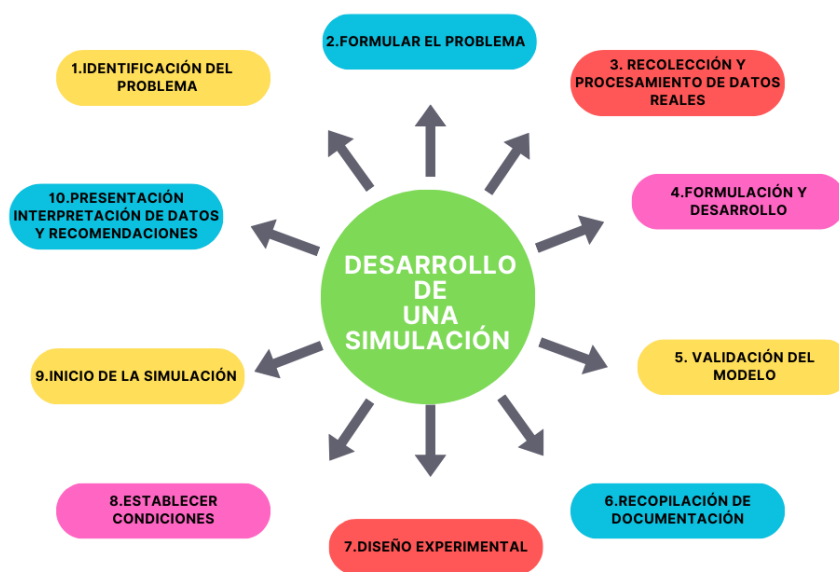 2.FORMULAR EL PROBLEMA
1.IDENTIFICACIÓN DEL
PROBLEMA
3. RECOLECCIÓN Y
PROCESAMIENTO DE DATOS
REALES
10.PRESENTACIÓN
INTERPRETACIÓN DE DATOS
Y RECOMENDACIONES
4.FORMULACIÓN Y
DESARROLLO
DESARROLLO
DE
UNA
SIMULACIÓN
9.INICIO DE LA SIMULACIÓN
5. VALIDACIÓN DEL
MODELO
8.ESTABLECER
CONDICIONES
6.RECOPILACIÓN DE
DOCUMENTACIÓN
7.DISEÑO EXPERIMENTAL